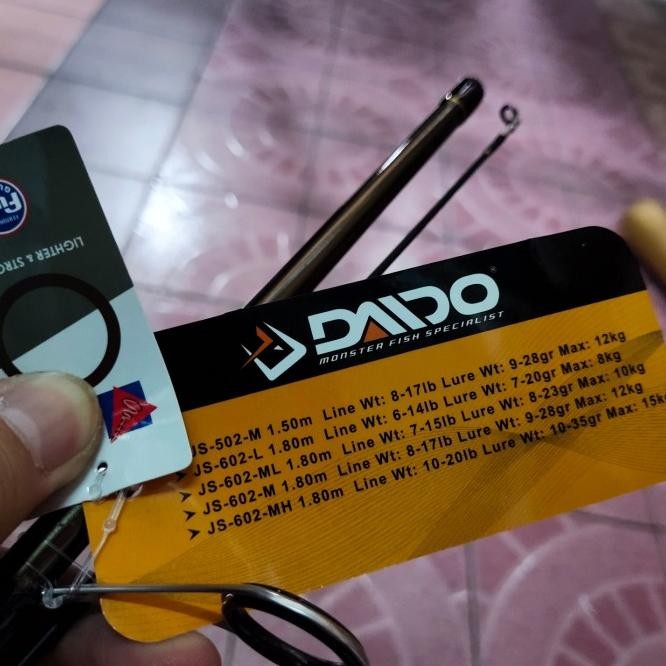 LIGHTER & STRO
DAIDO
MONSTER FISH SPECIALIST
JS-502-M 1.50m Line Wt: 8-17lb Lure Wt: 9-28gr Max: 12kg
JS-602-L 1.80m Line Wt: 6-14lb Lure Wt: 7-20gr Max: 8kg
JS-602-ML 1.80m Line Wt: 7-15lb Lure Wt: 8-23gr Max: 10kg
JS-602-M 1.80m Line Wt: 8-17lb Lure Wt: 9-28gr Max: 12kg
JS-602-MH 1.80m Line Wt: 10-20lb Lure Wt: 10-35gr Max: 15k